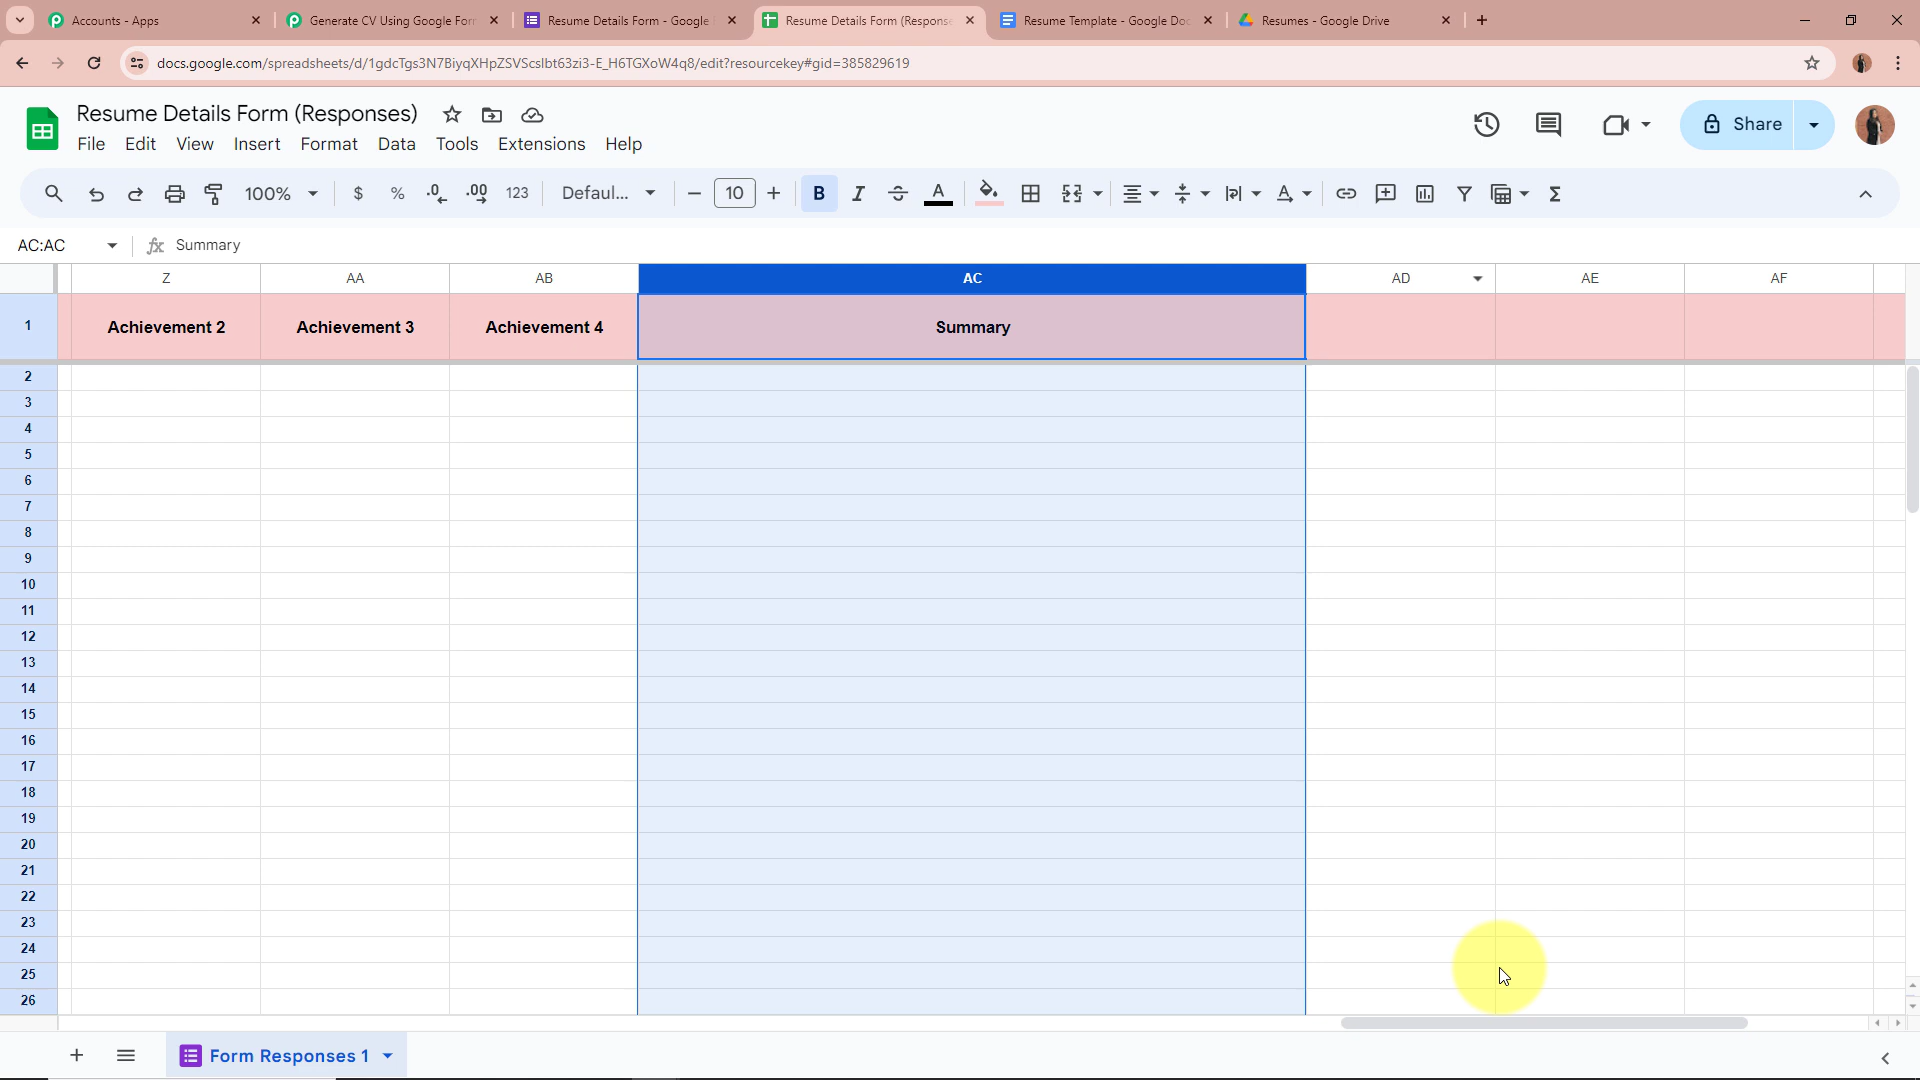 Accounts - Apps
Generate CV Using Google For
Resume Details Form - Google
Resume Details Form (Response
Resume Template - Google Do
Resumes - Google Drive
docs.google.com/spreadsheets/d/1gdcTgs3N7BiyqXHpZSVScslbt63zi3-E_H6TGXoW4q8/edit?resourcekey#gid=385829619
Resume Details Form (Responses)
Share
File Edit View Insert Format Data Tools Extensions Help
100% $ % .0 .00 123 Defaul... 10 B I S A Σ
AC:AC fx Summary
Z AA AB AC AD AE AF
1 Achievement 2 Achievement 3 Achievement 4 Summary
2
3
4
5
6
7
8
9
10
11
12
13
14
15
16
17
18
19
20
21
22
23
24
25
26
Form Responses 1